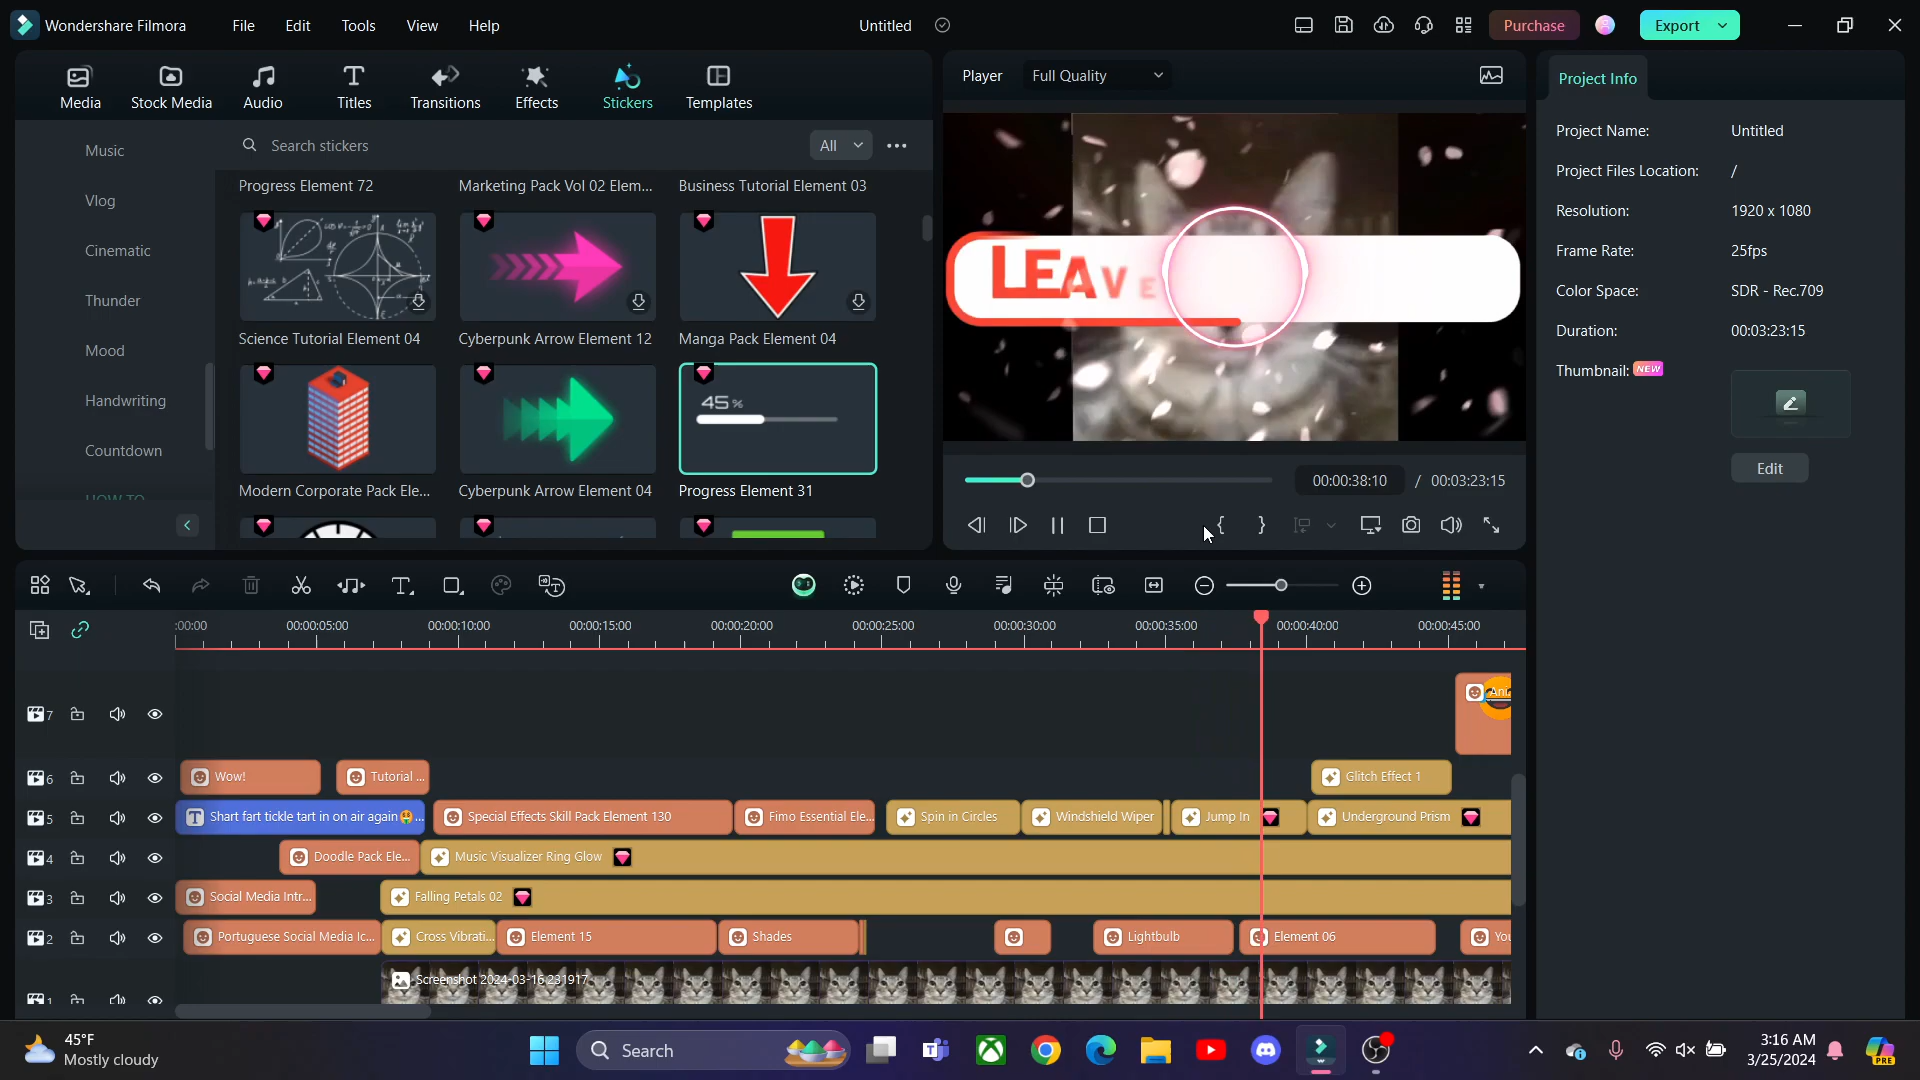 Wondershare Filmora File Edit Tools View Help Untitled Purchase Export
Media Stock Media Audio Titles Transitions Effects Stickers Templates
Player Full Quality
Project Info
Music
Vlog
Cinematic
Thunder
Mood
Handwriting
Countdown
HOW TO
Search stickers All
Progress Element 72 Marketing Pack Vol 02 Elem... Business Tutorial Element 03
Science Tutorial Element 04 Cyberpunk Arrow Element 12 Manga Pack Element 04
45 %
Modern Corporate Pack Ele... Cyberpunk Arrow Element 04 Progress Element 31
LEAVE
00:00:38:10 / 00:03:23:15
Project Name: Untitled
Project Files Location: /
Resolution: 1920 x 1080
Frame Rate: 25fps
Color Space: SDR - Rec.709
Duration: 00:03:23:15
Thumbnail: NEW
Edit
:00:00 00:00:05:00 00:00:10:00 00:00:15:00 00:00:20:00 00:00:25:00 00:00:30:00 00:00:35:00 00:00:40:00 00:00:45:00
7
6 Wow! Tutorial ... Glitch Effect 1
5 Shart fart tickle tart in on air again🤑... Special Effects Skill Pack Element 130 Fimo Essential Ele... Spin in Circles Windshield Wiper Jump In Underground Prism
4 Doodle Pack Ele... Music Visualizer Ring Glow
3 Social Media Intr... Falling Petals 02
2 Portuguese Social Media Ic... Cross Vibrati... Element 15 Shades Lightbulb Element 06 You
1 Screenshot 2024-03-16 231917
45°F
Mostly cloudy
Search
3:16 AM
3/25/2024
PRE